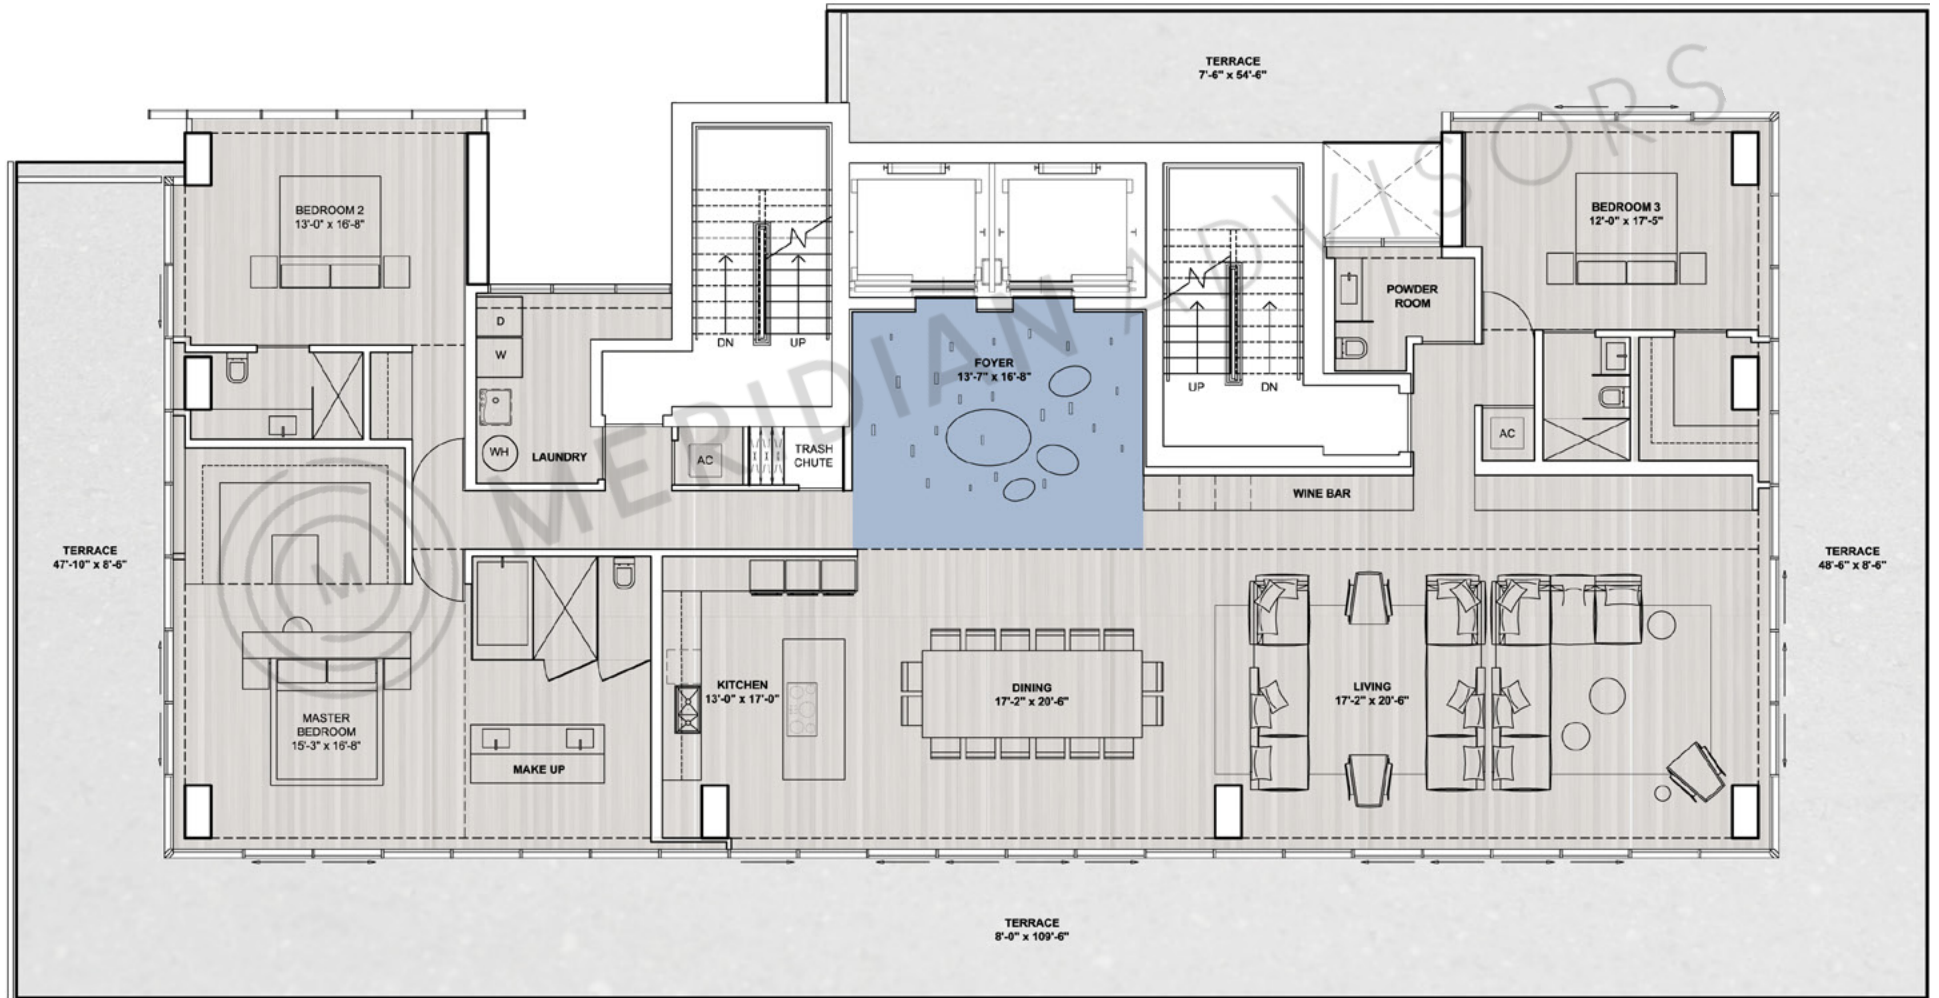 TERRACE
7'-6" x 54'-6"
BEDROOM 2
13'-0" x 16'-8"
BEDROOM 3
12'-0" x 17'-5"
POWDER
ROOM
D
W
DN
UP
FOYER
13'-7" x 16'-8"
UP
DN
WH
LAUNDRY
AC
TRASH
CHUTE
AC
WINE BAR
MERIDIAN ADVISORS
M
TERRACE
47'-10" x 8'-6"
TERRACE
48'-6" x 8'-6"
KITCHEN
13'-0" x 17'-0"
DINING
17'-2" x 20'-6"
LIVING
17'-2" x 20'-6"
MASTER
BEDROOM
15'-3" x 16'-8"
MAKE UP
TERRACE
8'-0" x 109'-6"